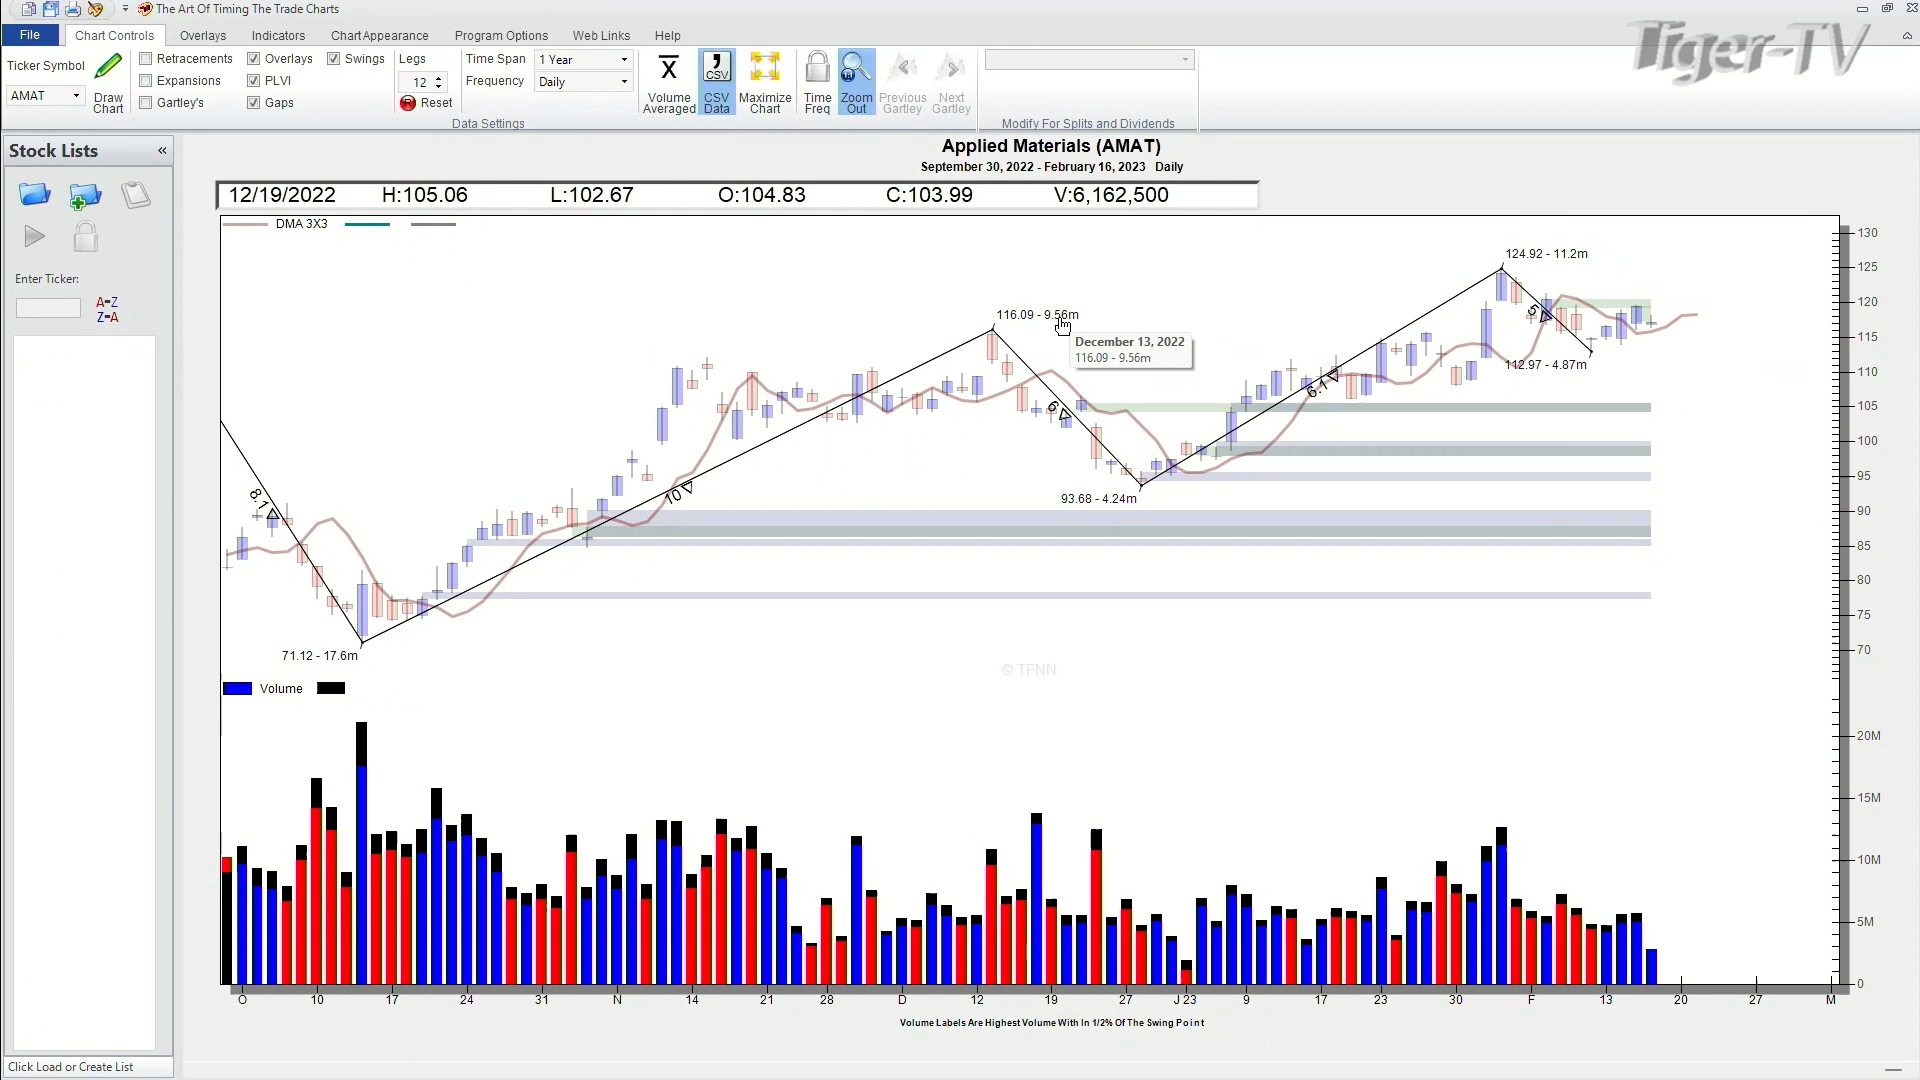 The Art Of Timing The Trade Charts
File Chart Controls Overlays Indicators Chart Appearance Program Options Web Links Help
Tiger-TV
Ticker Symbol
AMAT
Draw Chart
Retracements
Expansions
Gartley's
Overlays
PLVI
Gaps
Swings
Legs
12
Reset
Time Span 1 Year
Frequency Daily
Data Settings
Volume Averaged
CSV Data
Maximize Chart
Time Freq
Zoom Out
Previous Gartley
Next Gartley
Modify For Splits and Dividends
Stock Lists
Enter Ticker:
A=Z
Z=A
Click Load or Create List
Applied Materials (AMAT)
September 30, 2022 - February 16, 2023 Daily
12/19/2022 H:105.06 L:102.67 O:104.83 C:103.99 V:6,162,500
DMA 3X3
124.92 - 11.2m
116.09 - 9.56m
December 13, 2022
116.09 - 9.56m
112.97 - 4.87m
93.68 - 4.24m
71.12 - 17.6m
8.1
10
6
6.1
5
© TFNN
130
125
120
115
110
105
100
95
90
85
80
75
70
Volume
20M
15M
10M
5M
0
O 10 17 24 31 N 14 21 28 D 12 19 27 J 23 9 17 23 30 F 13 20 27 M
Volume Labels Are Highest Volume With In 1/2% Of The Swing Point